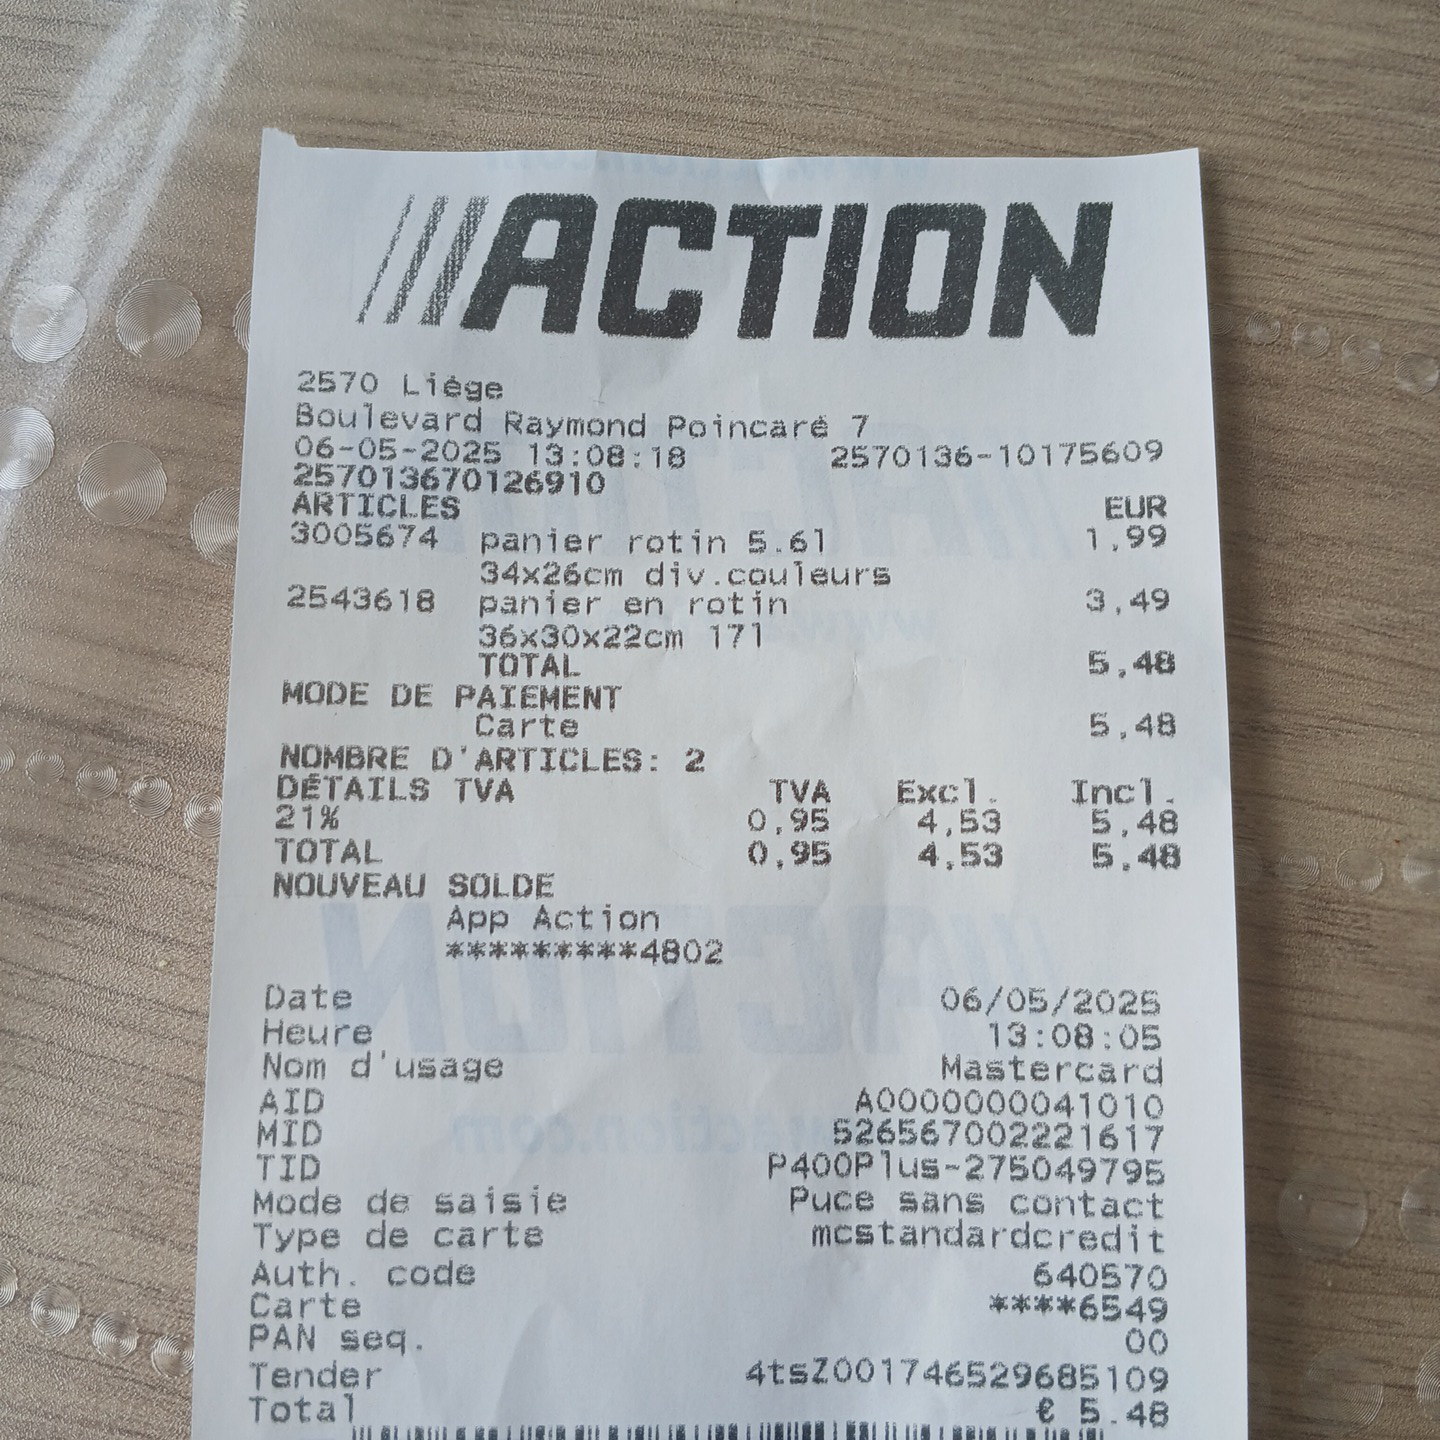 ACTION
2570 Liége
Boulevard Raymond Poincaré 7
06-05-2025 13:08:18 2570136-10175609
257013670126910
ARTICLES EUR
3005674 panier rotin 5.6l 1,99
34x26cm div.couleurs
2543618 panier en rotin 3,49
36x30x22cm 17l
TOTAL 5,48
MODE DE PAIEMENT
Carte 5,48
NOMBRE D'ARTICLES: 2
DÉTAILS TVA TVA Excl. Incl.
21% 0,95 4,53 5,48
TOTAL 0,95 4,53 5,48
NOUVEAU SOLDE
App Action
*********4802
Date 06/05/2025
Heure 13:08:05
Nom d'usage Mastercard
AID A0000000041010
MID 526567002221617
TID P400Plus-275049795
Mode de saisie Puce sans contact
Type de carte mcstandardcredit
Auth. code 640570
Carte ****6549
PAN seq. 00
Tender 4tsZ001746529685109
Total € 5.48